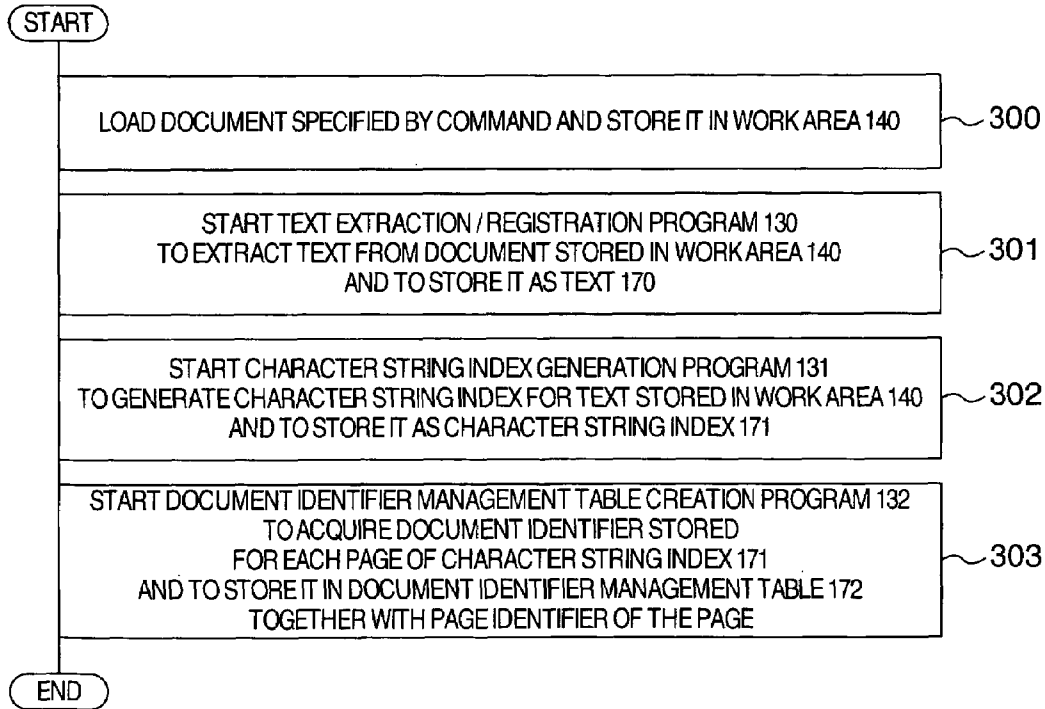 START
LOAD DOCUMENT SPECIFIED BY COMMAND AND STORE IT IN WORK AREA 140
300
START TEXT EXTRACTION / REGISTRATION PROGRAM 130
TO EXTRACT TEXT FROM DOCUMENT STORED IN WORK AREA 140
AND TO STORE IT AS TEXT 170
301
START CHARACTER STRING INDEX GENERATION PROGRAM 131
TO GENERATE CHARACTER STRING INDEX FOR TEXT STORED IN WORK AREA 140
AND TO STORE IT AS CHARACTER STRING INDEX 171
302
START DOCUMENT IDENTIFIER MANAGEMENT TABLE CREATION PROGRAM 132
TO ACQUIRE DOCUMENT IDENTIFIER STORED
FOR EACH PAGE OF CHARACTER STRING INDEX 171
AND TO STORE IT IN DOCUMENT IDENTIFIER MANAGEMENT TABLE 172
TOGETHER WITH PAGE IDENTIFIER OF THE PAGE
303
END